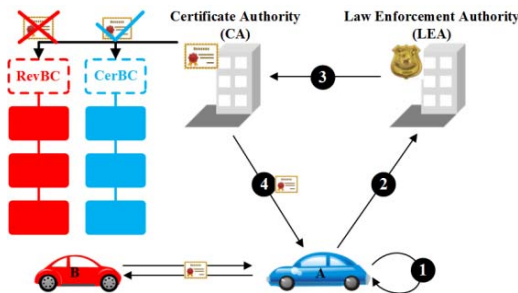 Certificate Authority
(CA)
Law Enforcement Authority
(LEA)
RevBC
CerBC
3
4
2
1
B
A